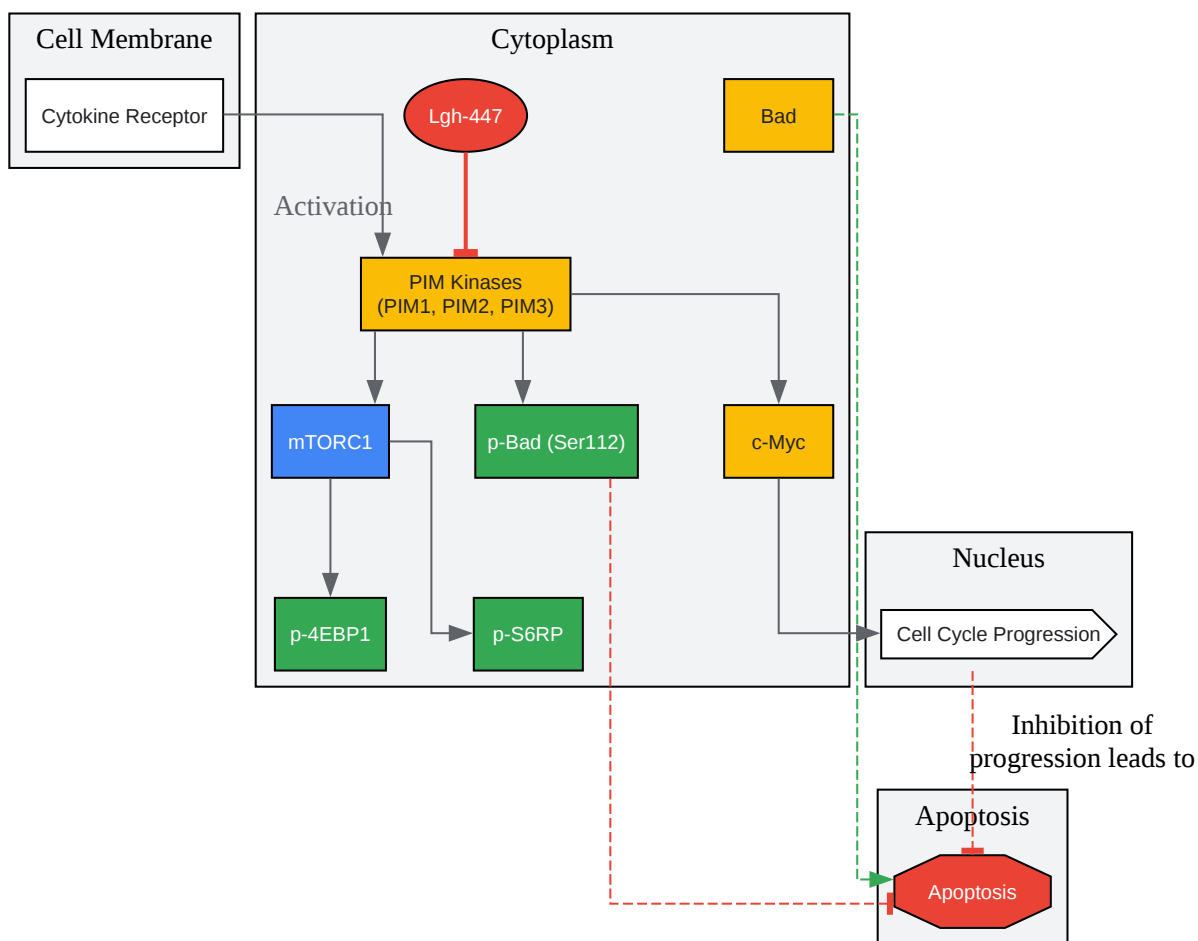 Cell Membrane
Cytoplasm
Cytokine Receptor
Lgh-447
Bad
Activation
PIM Kinases
(PIM1, PIM2, PIM3)
mTORC1
p-Bad (Ser112)
c-Myc
Nucleus
p-4EBP1
p-S6RP
Cell Cycle Progression
Inhibition of
progression leads to
Apoptosis
Apoptosis